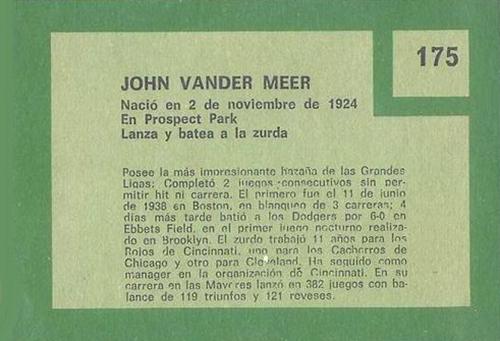 175
JOHN VANDER MEER
Nació en 2 de noviembre de 1924
En Prospect Park
Lanza y batea a la zurda
Posee la más impresionante hazaña de las Grandes
Ligas: Completó 2 juegos consecutivos sin per-
mitir hit ni carrera. El primero fue el 11 de junio
de 1938 en Boston, en blanqueo de 3 carreras; 4
días más tarde batió a los Dodgers por 6-0 en
Ebbets Field, en el primer juego nocturno realiza-
do en Brooklyn. El zurdo trabajó 11 años para los
Rojos de Cincinnati, uno para los Cachorros de
Chicago y otro para Cleveland. Ha seguido como
manager en la organización de Cincinnati. En su
carrera en las Mayores lanzó en 382 juegos con ba-
lance de 119 triunfos y 121 reveses.